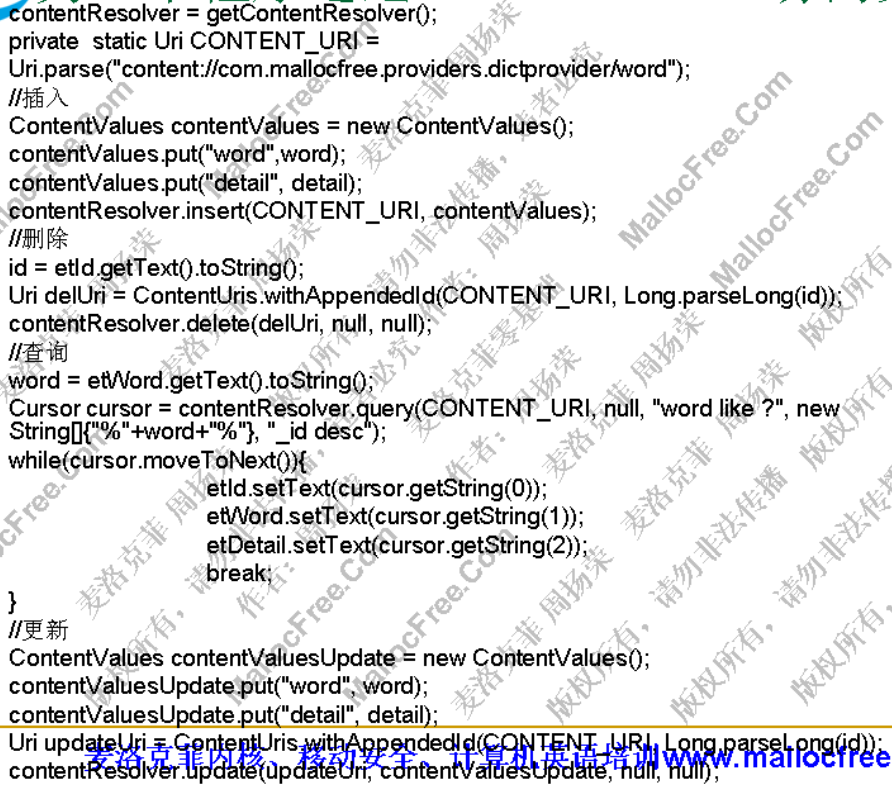 contentResolver = getContentResolver();
private static Uri CONTENT_URI =
Uri.parse("content://com.mallocfree.providers.dictprovider/word");
//插入
ContentValues contentValues = new ContentValues();
contentValues.put("word",word);
contentValues.put("detail", detail);
contentResolver.insert(CONTENT_URI, contentValues);
//删除
id = etId.getText().toString();
Uri delUri = ContentUris.withAppendedId(CONTENT_URI, Long.parseLong(id));
contentResolver.delete(delUri, null, null);
//查询
word = etWord.getText().toString();
Cursor cursor = contentResolver.query(CONTENT_URI, null, "word like ?", new
String[]{"%"+word+"%"}, "_id desc");
while(cursor.moveToNext()){
etId.setText(cursor.getString(0));
etWord.setText(cursor.getString(1));
etDetail.setText(cursor.getString(2));
break;
}
//更新
ContentValues contentValuesUpdate = new ContentValues();
contentValuesUpdate.put("word", word);
contentValuesUpdate.put("detail", detail);
Uri updateUri = ContentUris.withAppendedId(CONTENT_URI, Long.parseLong(id));
麦洛克菲内核、移动安全、计算机英语培训www.mallocfree
contentResolver.update(updateUri, contentValuesUpdate, null, null);